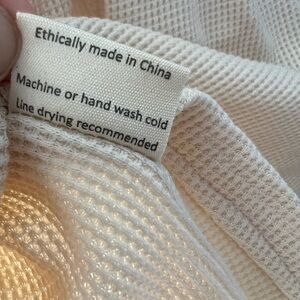 Ethically made in China
Machine or hand wash cold
Line drying recommended